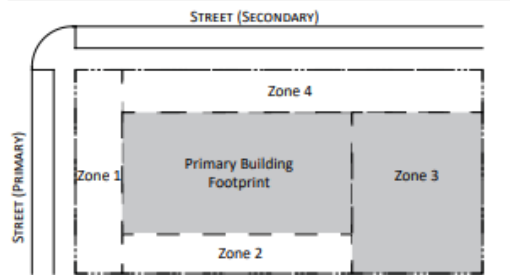 STREET (SECONDARY)
Zone 4
STREET (PRIMARY)
Zone 1
Primary Building
Footprint
Zone 3
Zone 2